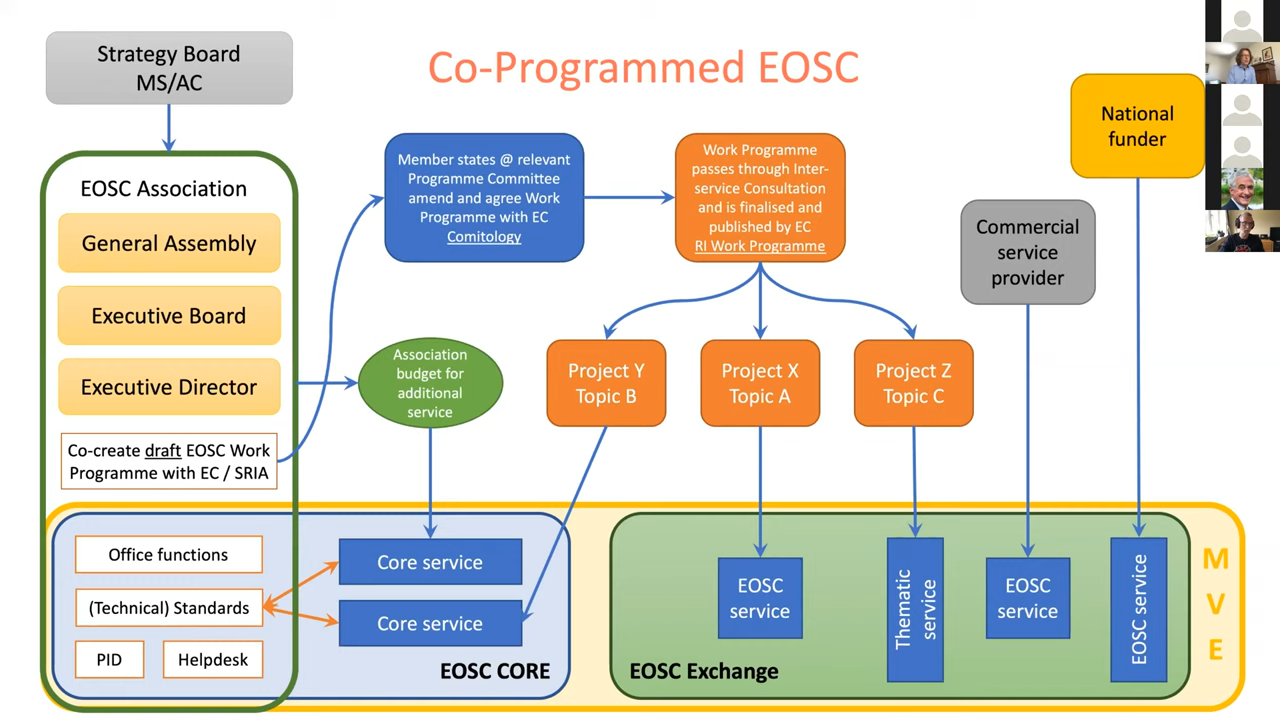 Strategy Board
MS/AC
Co-Programmed EOSC
National
funder
EOSC Association
General Assembly
Executive Board
Executive Director
Co-create draft EOSC Work
Programme with EC / SRIA
Member states @ relevant
Programme Committee
amend and agree Work
Programme with EC
Comitology
Work Programme
passes through Inter-
service Consultation
and is finalised and
published by EC
RI Work Programme
Commercial
service
provider
Association
budget for
additional
service
Project Y
Topic B
Project X
Topic A
Project Z
Topic C
Office functions
(Technical) Standards
PID
Helpdesk
Core service
Core service
EOSC CORE
EOSC
service
Thematic
service
EOSC
service
EOSC service
EOSC Exchange
M
V
E